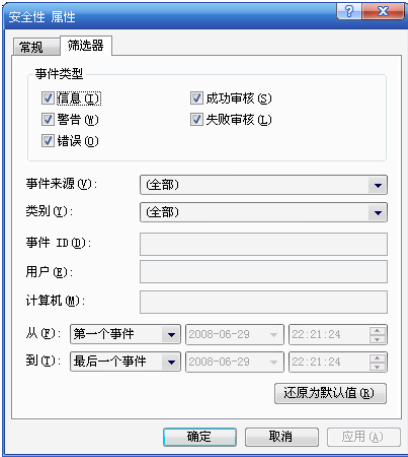 安全性 属性
常规 筛选器
事件类型
信息(I) 成功审核(S)
警告(W) 失败审核(L)
错误(O)
事件来源(V): (全部)
类别(Y): (全部)
事件 ID(D):
用户(E):
计算机(M):
从(F): 第一个事件 2008-06-29 22:21:24
到(T): 最后一个事件 2008-06-29 22:21:24
还原为默认值(R)
确定 取消 应用(A)